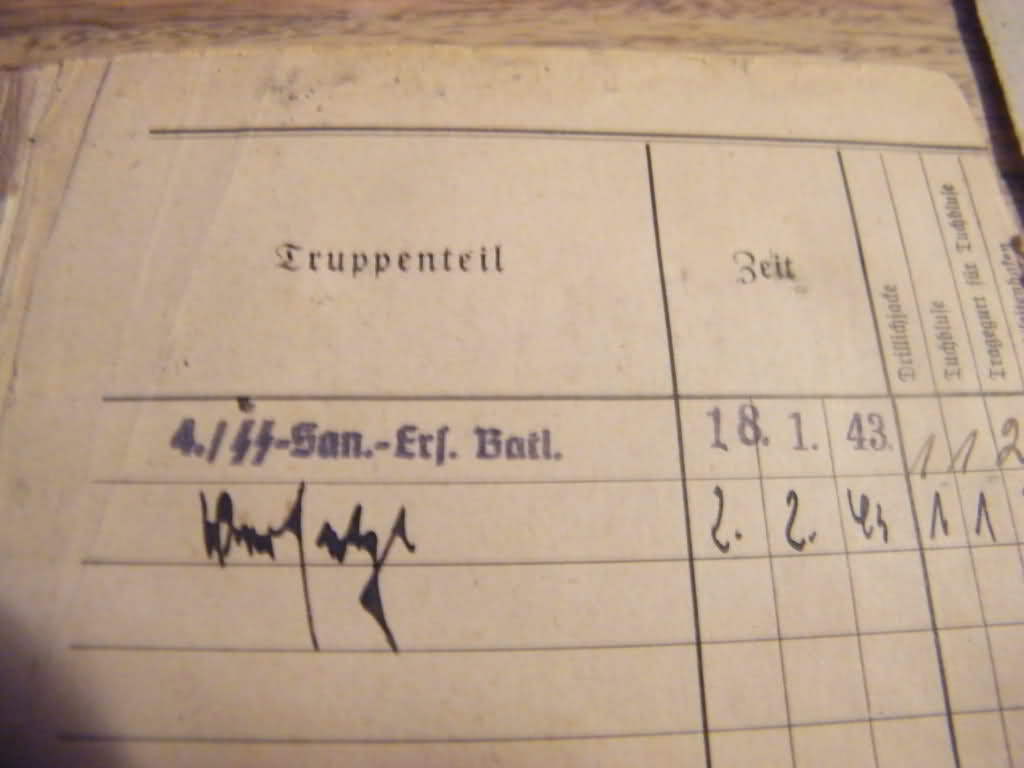 Truppenteil
Zeit
Drillichjacke
Tuchbluse
Tragegurt für Tuchbluse
4./SS-San.-Ers. Batl. 18. 1. 43. 1 1 2
2. 2. 43 1 1